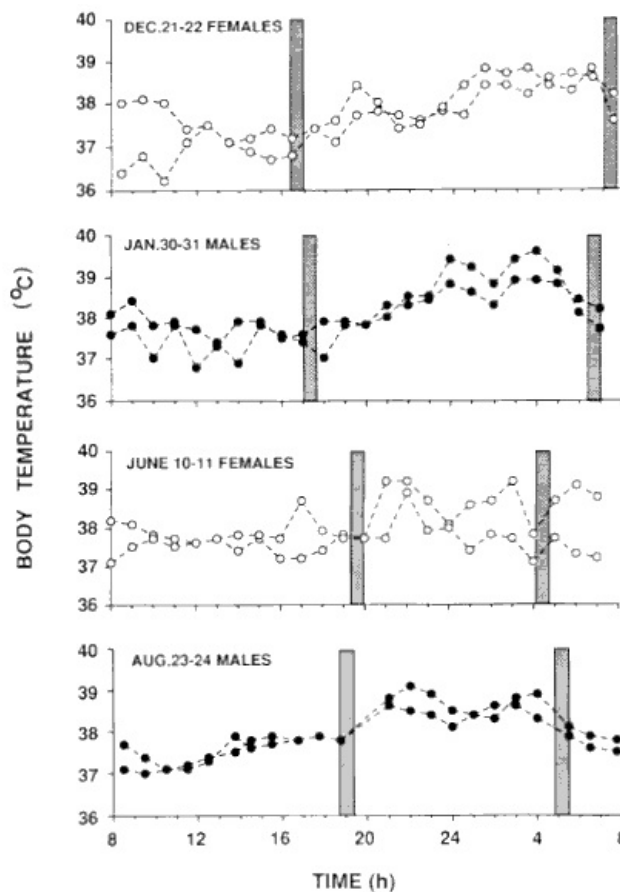 40
DEC.21-22 FEMALES
39
38
37
36
40
JAN.30-31 MALES
39
38
37
36
40
JUNE 10-11 FEMALES
39
38
37
36
40
AUG.23-24 MALES
39
38
37
36
8 12 16 20 24 4 8
TIME (h)
BODY TEMPERATURE (°C)